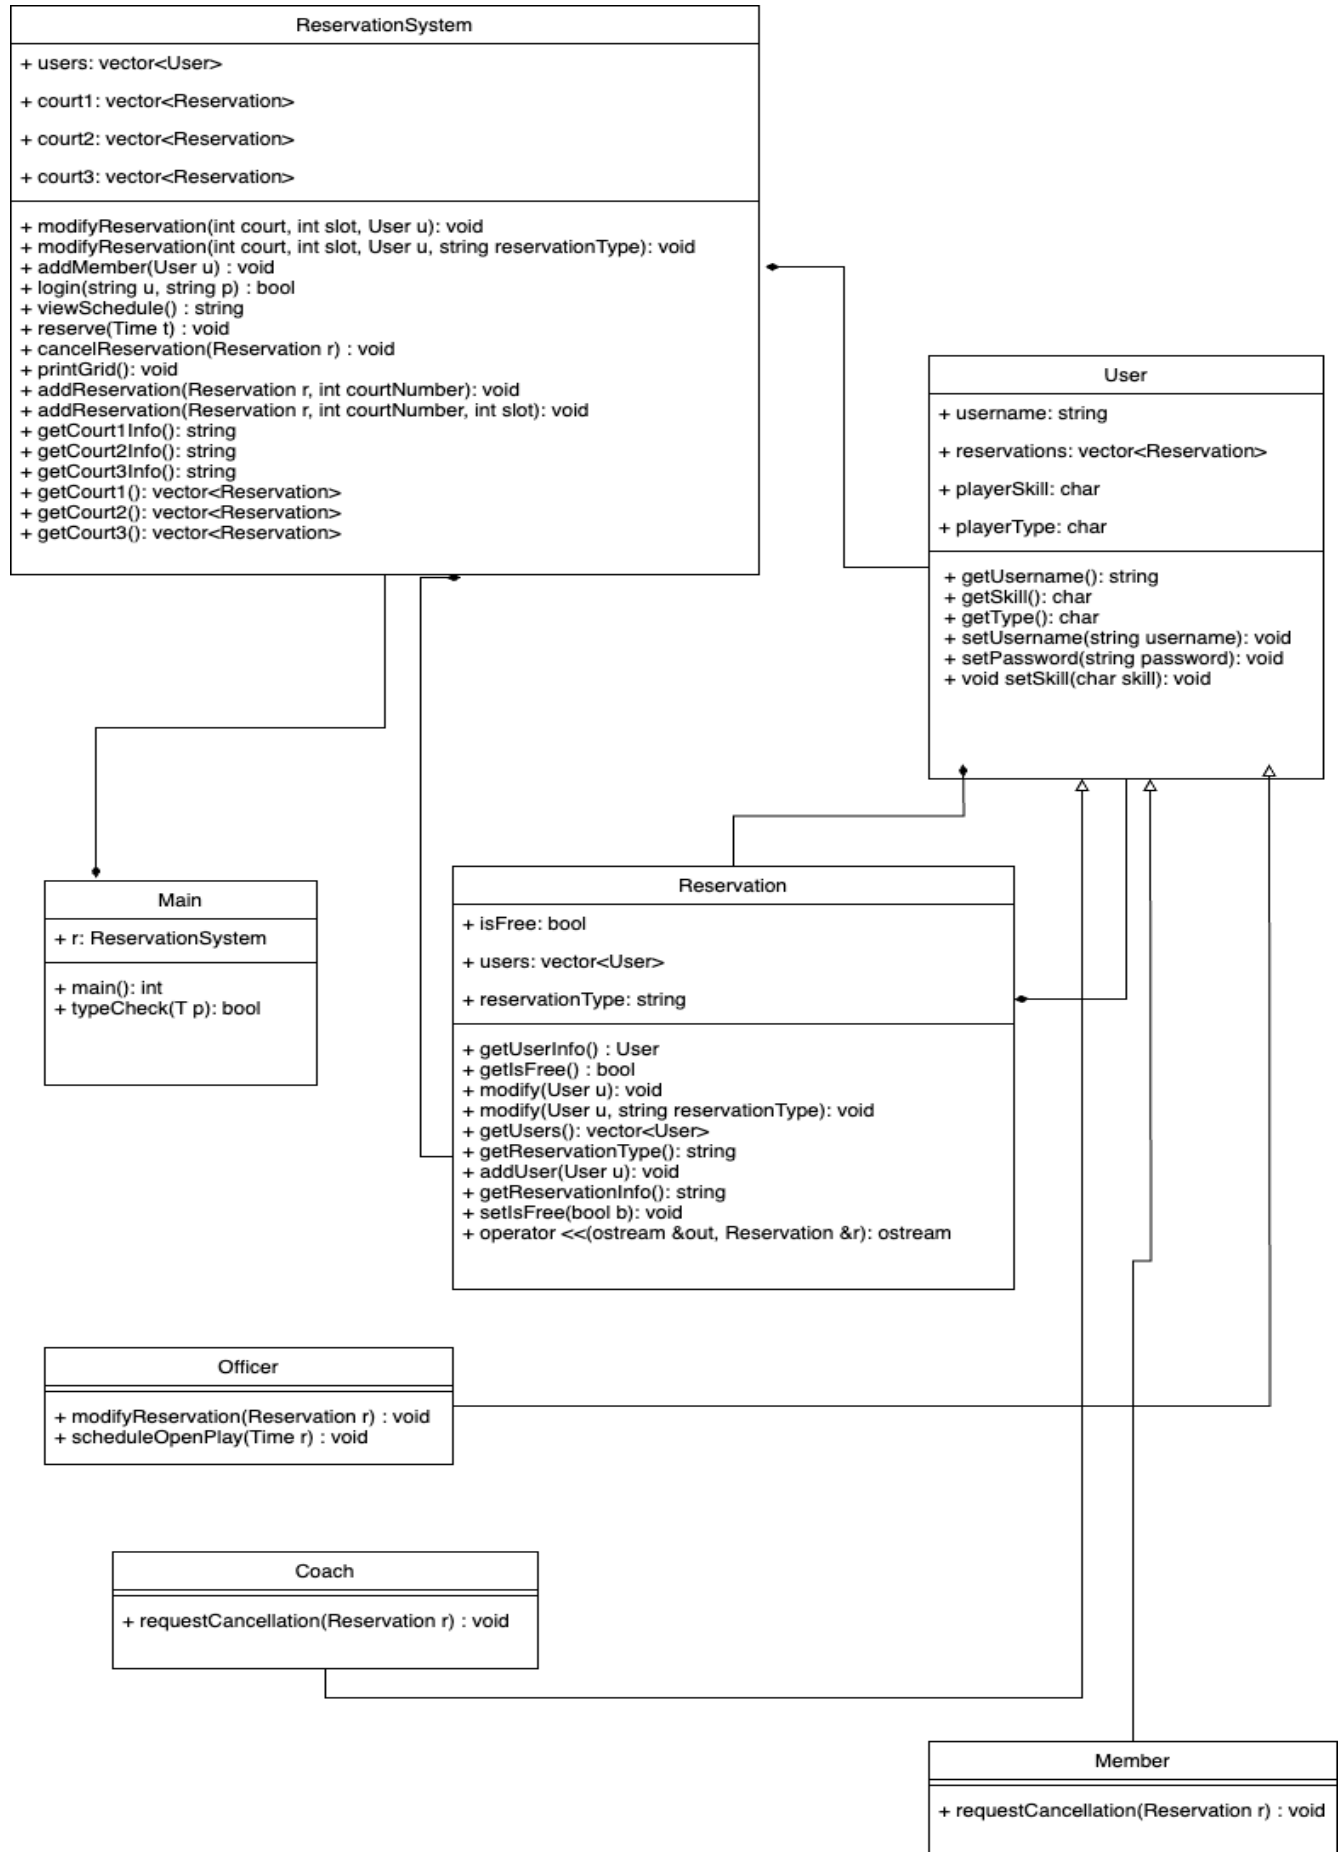 ReservationSystem
+ users: vector<User>
+ court1: vector<Reservation>
+ court2: vector<Reservation>
+ court3: vector<Reservation>
+ modifyReservation(int court, int slot, User u): void
+ modifyReservation(int court, int slot, User u, string reservationType): void
+ addMember(User u) : void
+ login(string u, string p) : bool
+ viewSchedule() : string
+ reserve(Time t) : void
+ cancelReservation(Reservation r) : void
+ printGrid(): void
+ addReservation(Reservation r, int courtNumber): void
+ addReservation(Reservation r, int courtNumber, int slot): void
+ getCourt1Info(): string
+ getCourt2Info(): string
+ getCourt3Info(): string
+ getCourt1(): vector<Reservation>
+ getCourt2(): vector<Reservation>
+ getCourt3(): vector<Reservation>
User
+ username: string
+ reservations: vector<Reservation>
+ playerSkill: char
+ playerType: char
+ getUsername(): string
+ getSkill(): char
+ getType(): char
+ setUsername(string username): void
+ setPassword(string password): void
+ void setSkill(char skill): void
Main
+ r: ReservationSystem
+ main(): int
+ typeCheck(T p): bool
Reservation
+ isFree: bool
+ users: vector<User>
+ reservationType: string
+ getUserInfo() : User
+ getIsFree() : bool
+ modify(User u): void
+ modify(User u, string reservationType): void
+ getUsers(): vector<User>
+ getReservationType(): string
+ addUser(User u): void
+ getReservationInfo(): string
+ setIsFree(bool b): void
+ operator <<(ostream &out, Reservation &r): ostream
Officer
+ modifyReservation(Reservation r) : void
+ scheduleOpenPlay(Time r) : void
Coach
+ requestCancellation(Reservation r) : void
Member
+ requestCancellation(Reservation r) : void